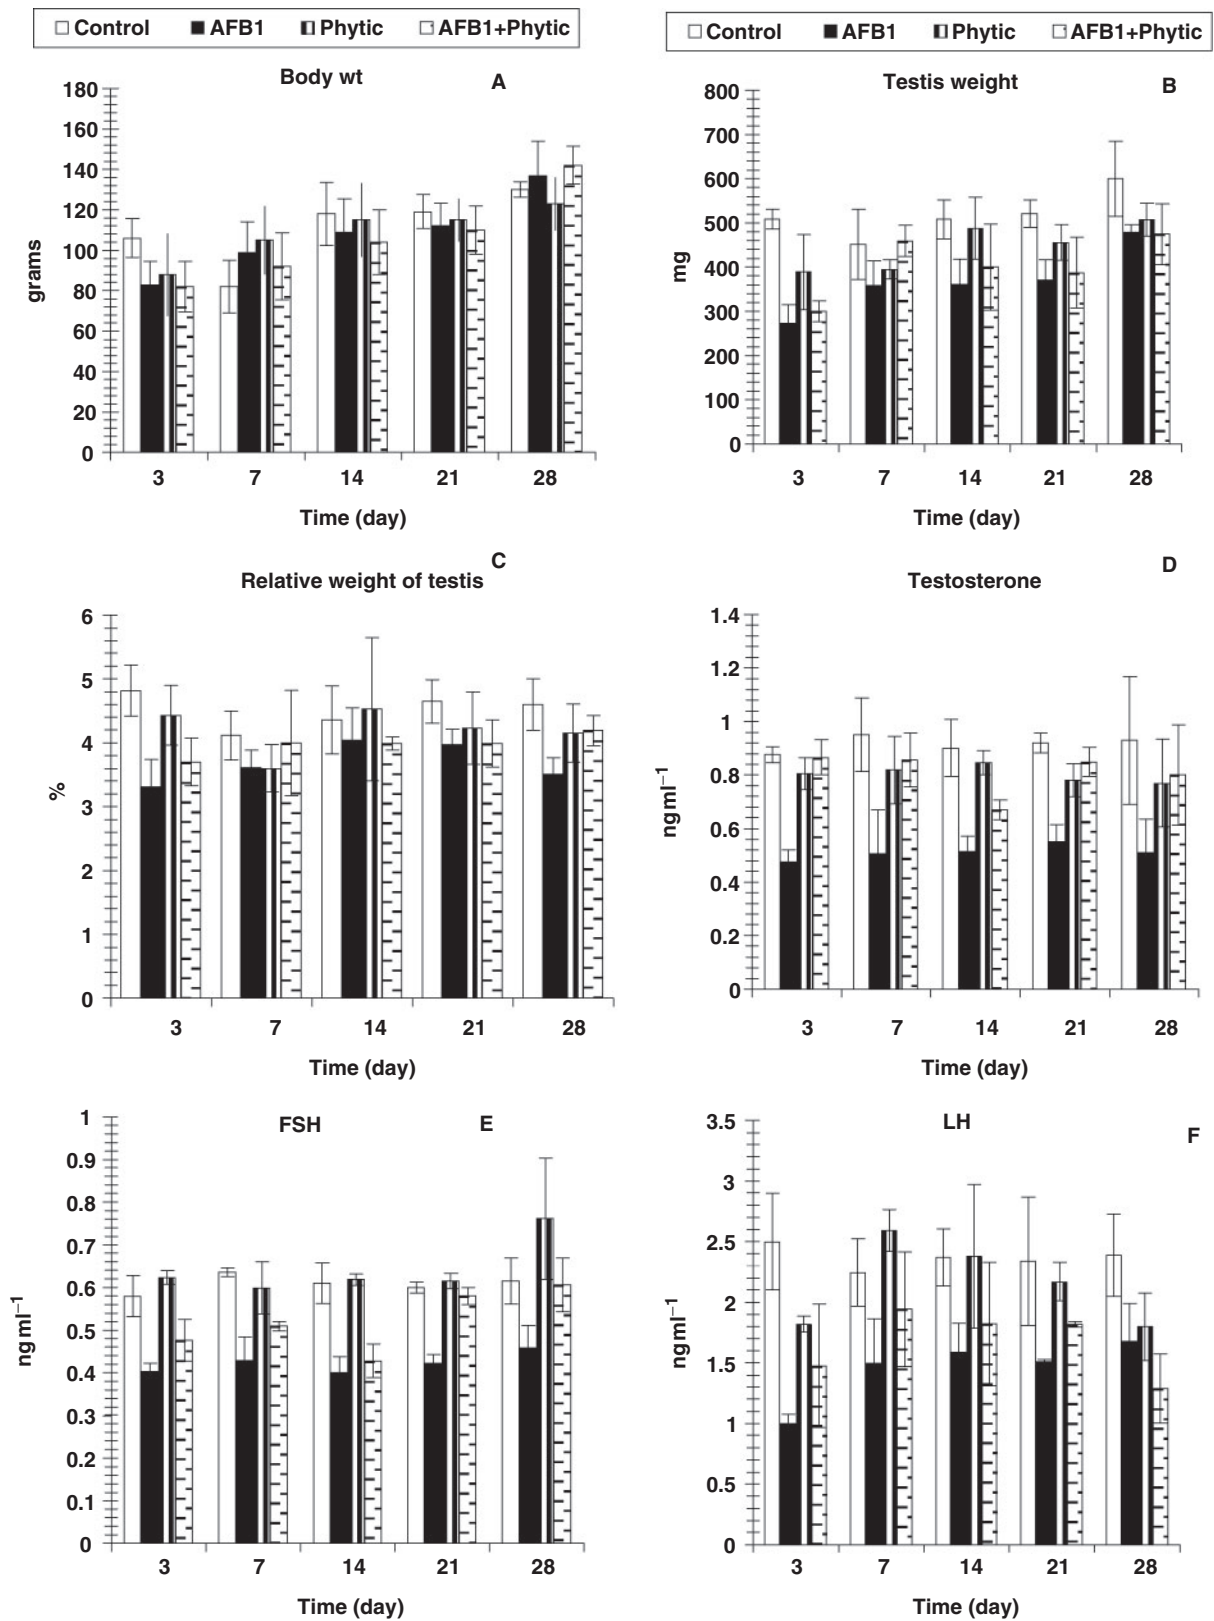 Control AFB1 Phytic AFB1+Phytic
Control AFB1 Phytic AFB1+Phytic
Body wt A
180
160
140
120
100
80
60
40
20
0
grams
3 7 14 21 28
Time (day)
Testis weight B
800
700
600
500
400
300
200
100
0
mg
3 7 14 21 28
Time (day)
Relative weight of testis C
6
5
4
3
2
1
0
%
3 7 14 21 28
Time (day)
Testosterone D
1.4
1.2
1
0.8
0.6
0.4
0.2
0
ngml⁻¹
3 7 14 21 28
Time (day)
FSH E
1
0.9
0.8
0.7
0.6
0.5
0.4
0.3
0.2
0.1
0
ngml⁻¹
3 7 14 21 28
Time (day)
LH F
3.5
3
2.5
2
1.5
1
0.5
0
ngml⁻¹
3 7 14 21 28
Time (day)